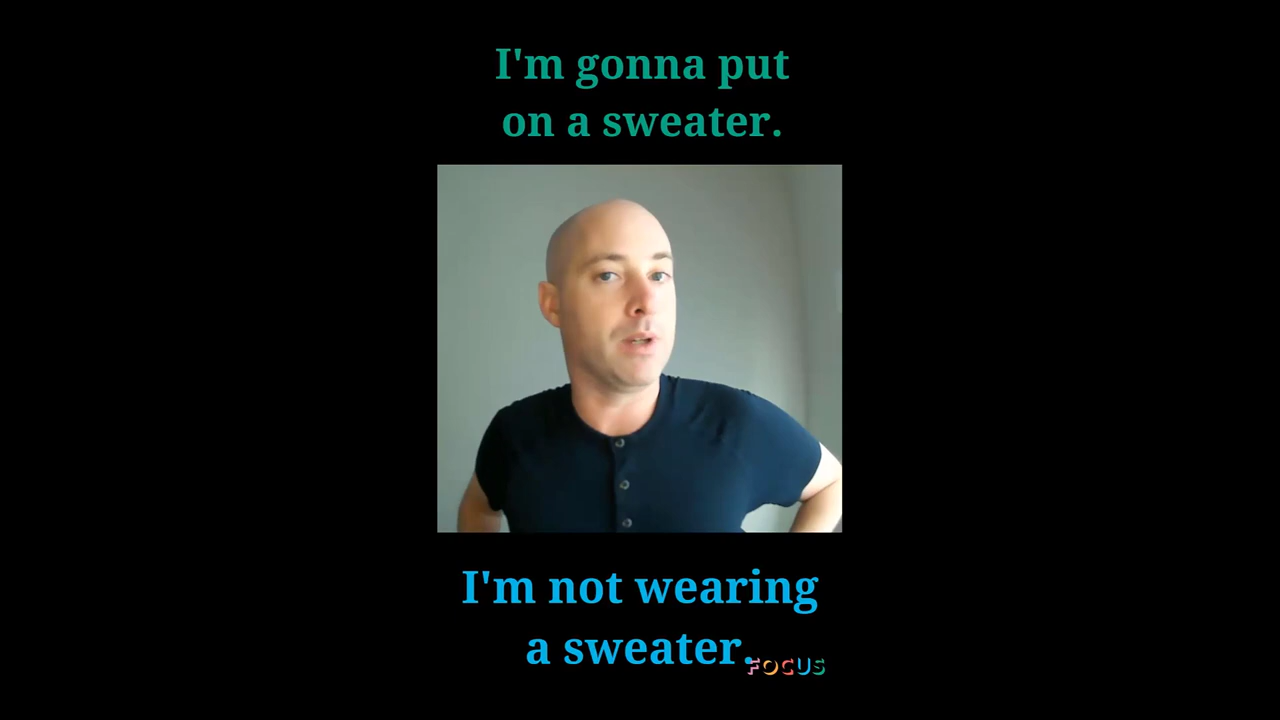 I'm gonna put
on a sweater.
I'm not wearing
a sweater.
FOCUS